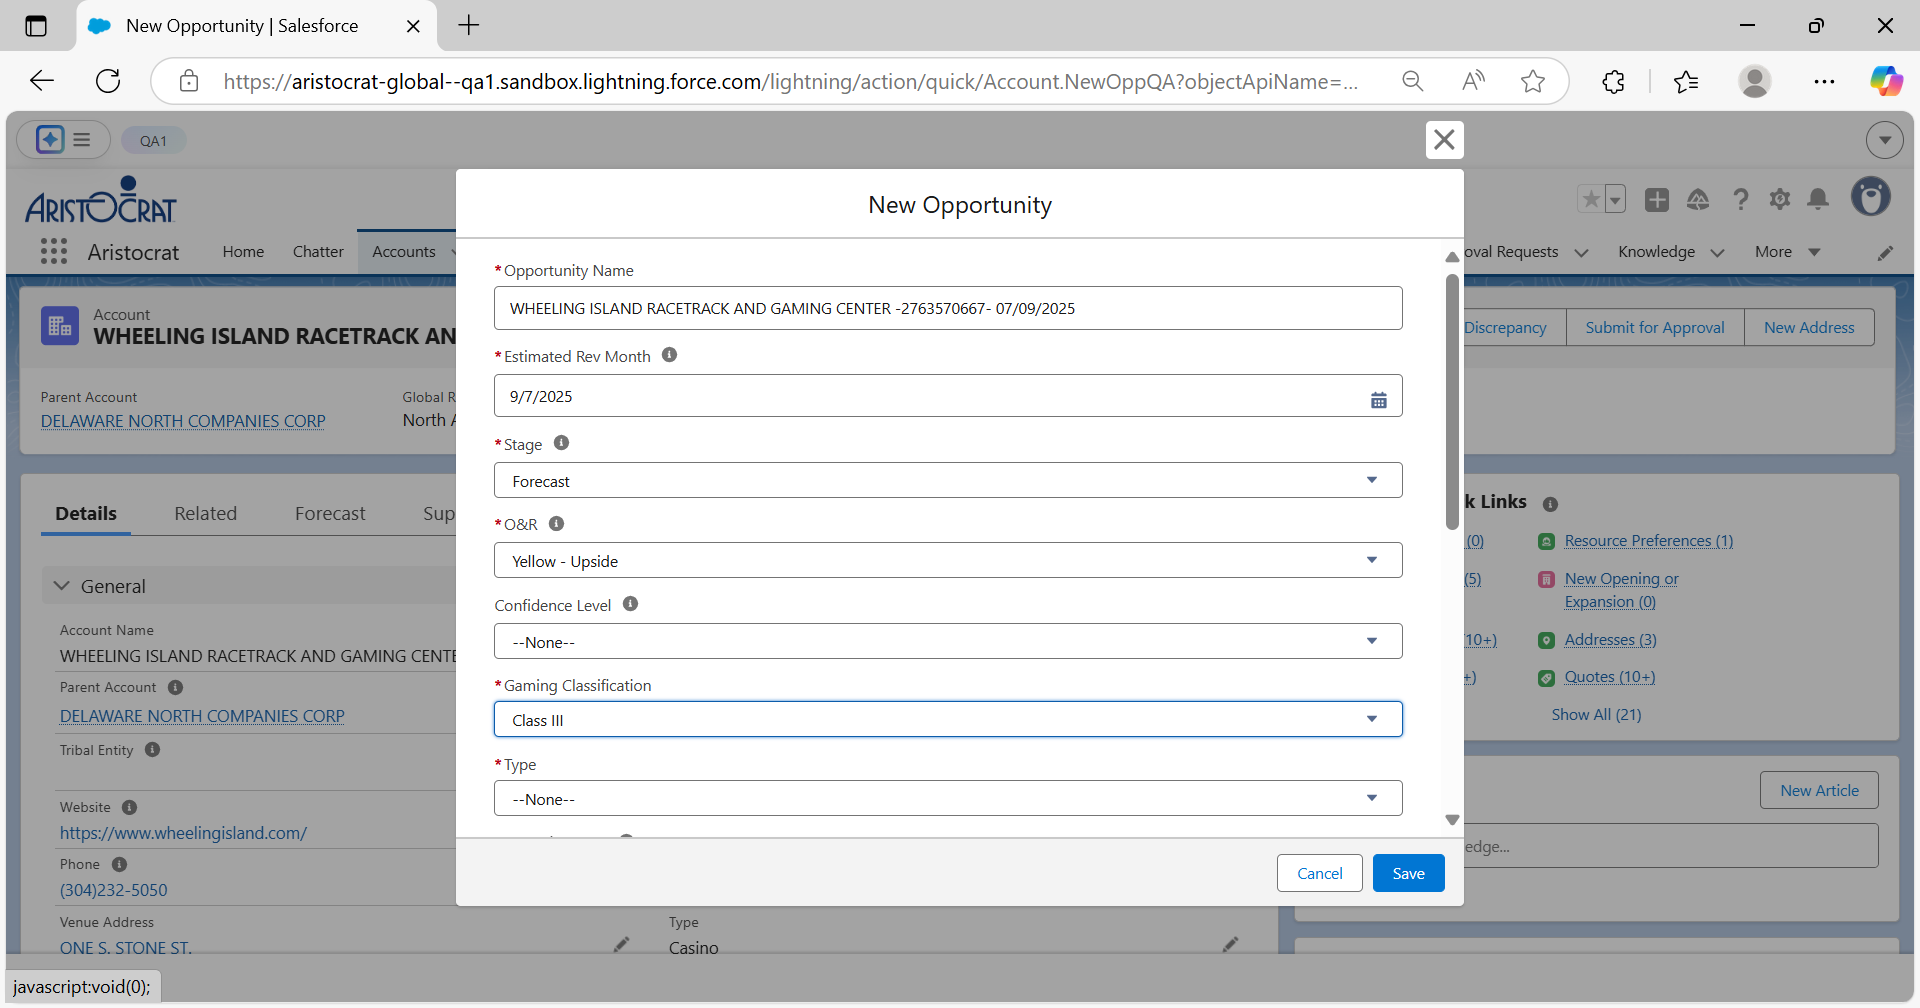 New Opportunity | Salesforce
https://aristocrat-global--qa1.sandbox.lightning.force.com/lightning/action/quick/Account.NewOppQA?objectApiName=...
QA1
ARISTOCRAT
Aristocrat
Home
Chatter
Accounts
oval Requests
Knowledge
More
Account
WHEELING ISLAND RACETRACK AN
Discrepancy
Submit for Approval
New Address
Parent Account
DELAWARE NORTH COMPANIES CORP
Global R
North A
Details
Related
Forecast
Sup
General
Account Name
WHEELING ISLAND RACETRACK AND GAMING CENTE
Parent Account
DELAWARE NORTH COMPANIES CORP
Tribal Entity
Website
https://www.wheelingisland.com/
Phone
(304)232-5050
Venue Address
ONE S. STONE ST.
Type
Casino
New Opportunity
*Opportunity Name
WHEELING ISLAND RACETRACK AND GAMING CENTER -2763570667- 07/09/2025
*Estimated Rev Month
9/7/2025
*Stage
Forecast
*O&R
Yellow - Upside
Confidence Level
--None--
*Gaming Classification
Class III
*Type
--None--
Cancel
Save
k Links
(0)
Resource Preferences (1)
(5)
New Opening or
Expansion (0)
10+)
Addresses (3)
+)
Quotes (10+)
Show All (21)
New Article
edge...
javascript:void(0);